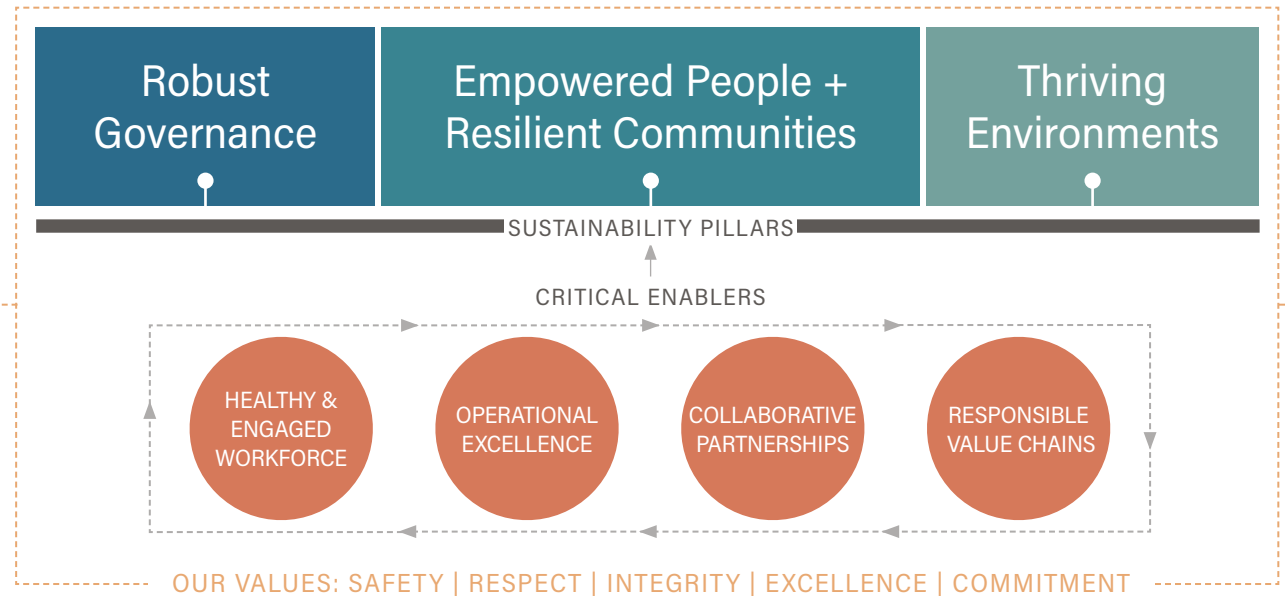 Robust
Governance
Empowered People +
Resilient Communities
Thriving
Environments
SUSTAINABILITY PILLARS
CRITICAL ENABLERS
HEALTHY &
ENGAGED
WORKFORCE
OPERATIONAL
EXCELLENCE
COLLABORATIVE
PARTNERSHIPS
RESPONSIBLE
VALUE CHAINS
OUR VALUES: SAFETY | RESPECT | INTEGRITY | EXCELLENCE | COMMITMENT